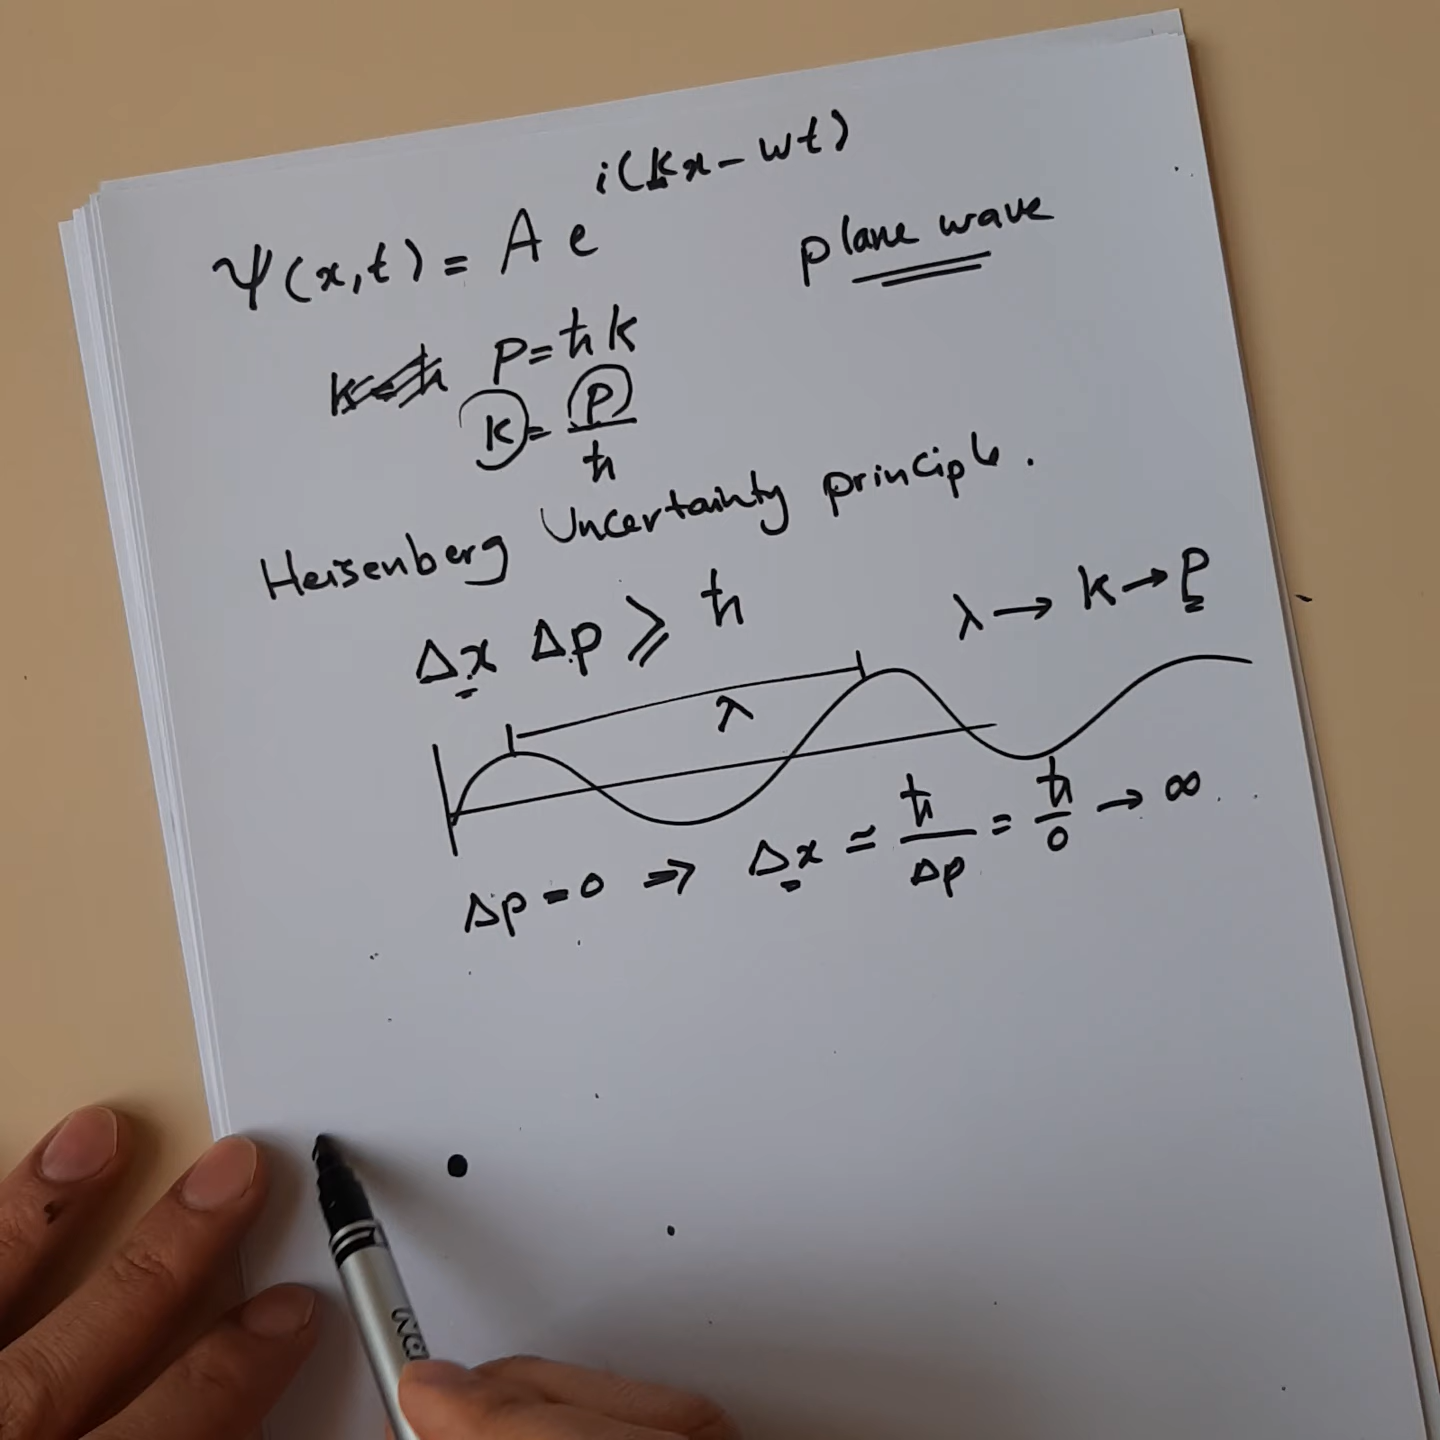 Ψ(x,t) = A e^{i(kx - wt)}
plane wave
p = ħk
k = p/ħ
Heisenberg Uncertainty principle.
Δx Δp ⩾ ħ
λ → k → p
λ
Δp = 0 ⇒ Δx ≃ ħ/Δp = ħ/0 → ∞